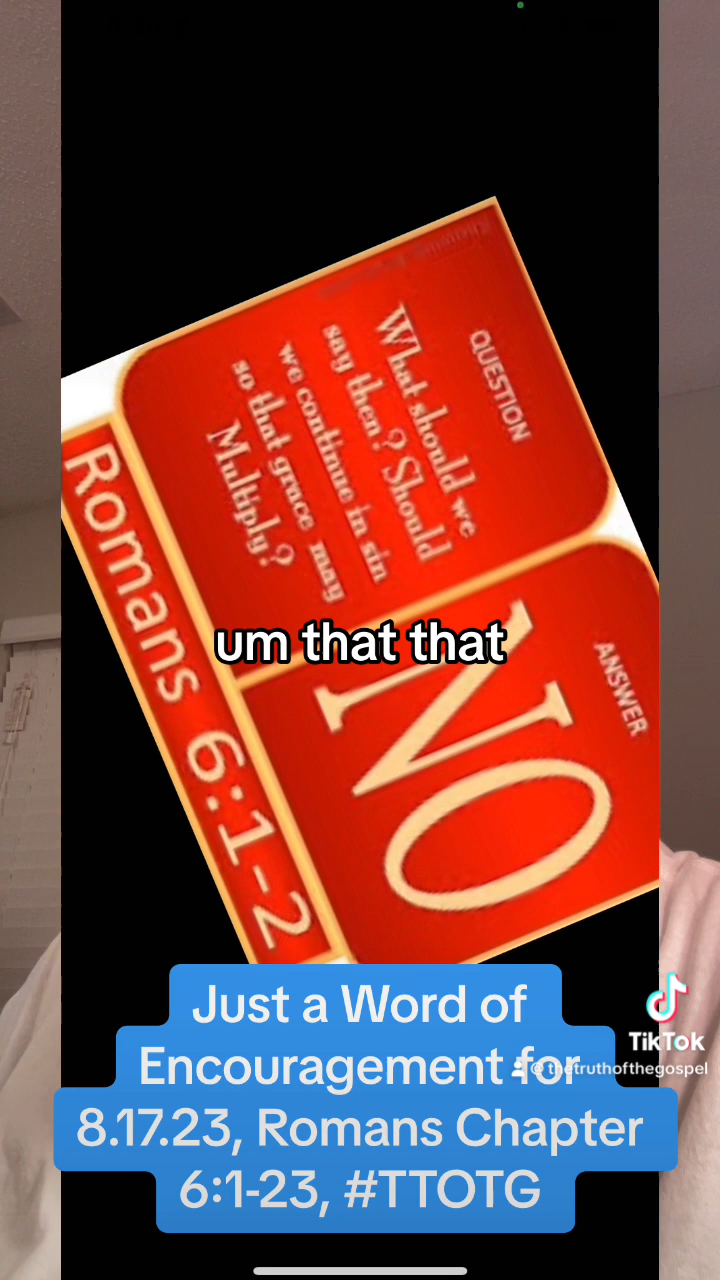 QUESTION
What should we
say then? Should
we continue in sin
so that grace may
Multiply?
ANSWER
NO
Romans 6:1-2
um that that
Just a Word of
Encouragement for
8.17.23, Romans Chapter
6:1-23, #TTOTG
TikTok
@thetruthofthegospel